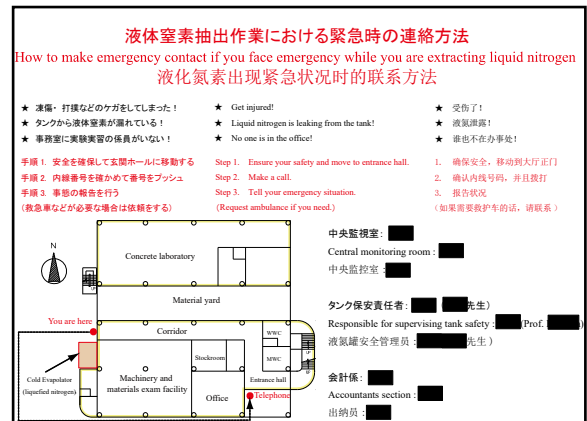 液体窒素抽出作業における緊急時の連絡方法
How to make emergency contact if you face emergency while you are extracting liquid nitrogen
液化氮素出现紧急状况时的联系方法
★ 凍傷・打撲などのケガをしてしまった！
★ タンクから液体窒素が漏れている！
★ 事務室に実験実習の係員がいない！
★ Get injured!
★ Liquid nitrogen is leaking from the tank!
★ No one is in the office!
★ 受伤了！
★ 液氮泄露！
★ 谁也不在办事处！
手順 1. 安全を確保して玄関ホールに移動する
手順 2. 内線番号を確かめて番号をプッシュ
手順 3. 事態の報告を行う
（救急車などが必要な場合は依頼をする）
Step 1. Ensure your safety and move to entrance hall.
Step 2. Make a call.
Step 3. Tell your emergency situation.
(Request ambulance if you need.)
1. 确保安全，移动到大厅正门
2. 确认内线号码，并且拨打
3. 报告状况
（如果需要救护车的话，请联系）
N
UP
Concrete laboratory
Material yard
You are here
Corridor
WWC
MWC
UP
Stockroom
Cold Evaporator
(liquefied nitrogen)
Machinery and
materials exam facility
Office
Entrance hall
Telephone
中央監視室：
Central monitoring room :
中央监控室：
タンク保安責任者： 先生）
Responsible for supervising tank safety : (Prof. )
液氮罐安全管理员： 先生）
会計係：
Accountants section :
出纳员：